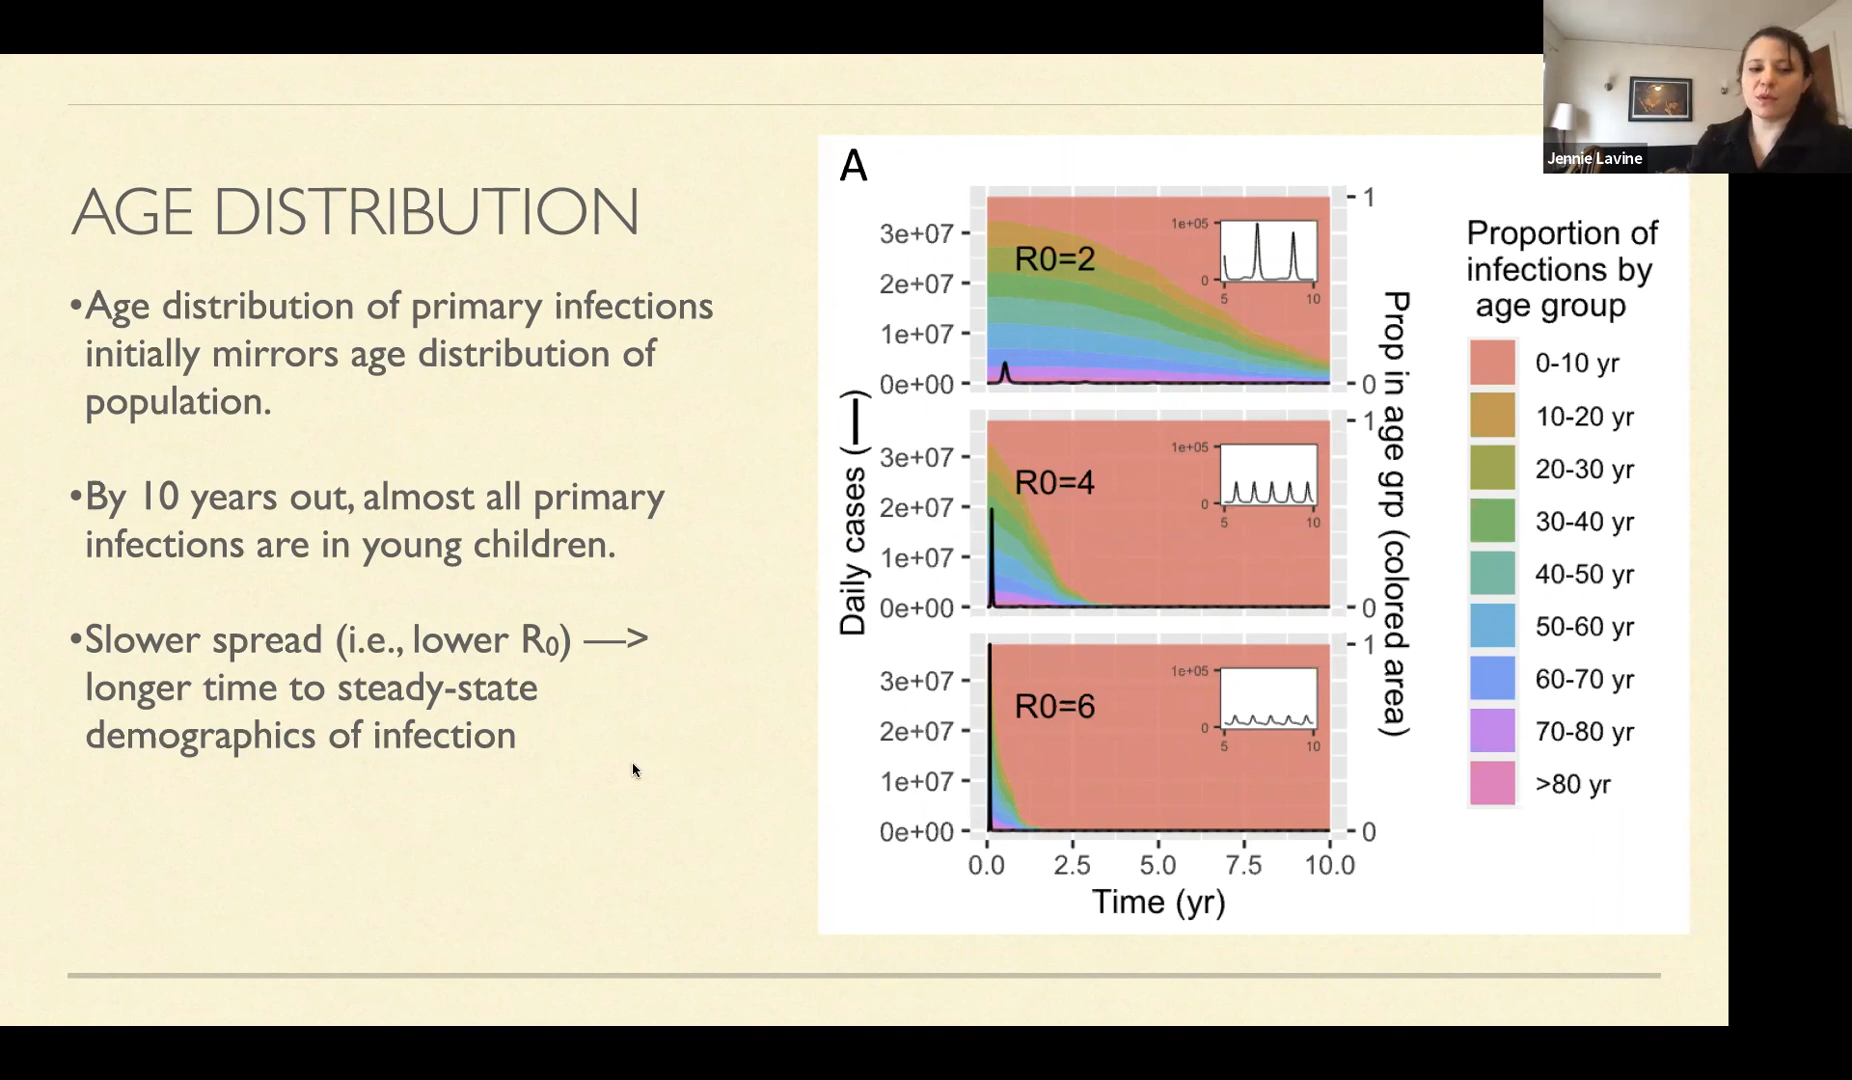 Jennie Lavine
AGE DISTRIBUTION
•Age distribution of primary infections
initially mirrors age distribution of
population.
•By 10 years out, almost all primary
infections are in young children.
•Slower spread (i.e., lower R₀) —>
longer time to steady-state
demographics of infection
A
Daily cases (—)
3e+07
2e+07
1e+07
0e+00
R0=2
1e+05
0
5 10
1
0
3e+07
2e+07
1e+07
0e+00
R0=4
1e+05
0
5 10
1
0
3e+07
2e+07
1e+07
0e+00
R0=6
1e+05
0
5 10
1
0
0.0 2.5 5.0 7.5 10.0
Time (yr)
Prop in age grp (colored area)
Proportion of
infections by
age group
0-10 yr
10-20 yr
20-30 yr
30-40 yr
40-50 yr
50-60 yr
60-70 yr
70-80 yr
>80 yr